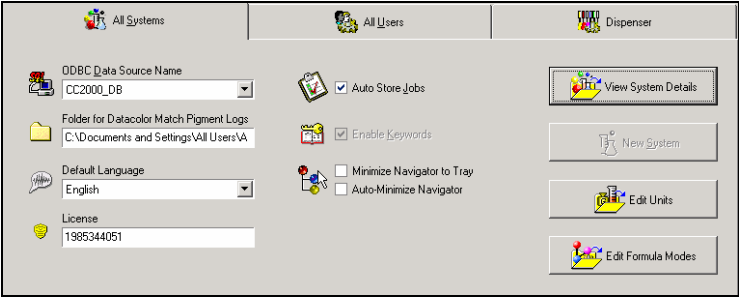 All Systems
All Users
Dispenser
ODBC Data Source Name
CC2000_DB
Folder for Datacolor Match Pigment Logs
C:\Documents and Settings\All Users\A
Default Language
English
License
1985344051
Auto Store Jobs
Enable Keywords
Minimize Navigator to Tray
Auto-Minimize Navigator
View System Details
New System
Edit Units
Edit Formula Modes